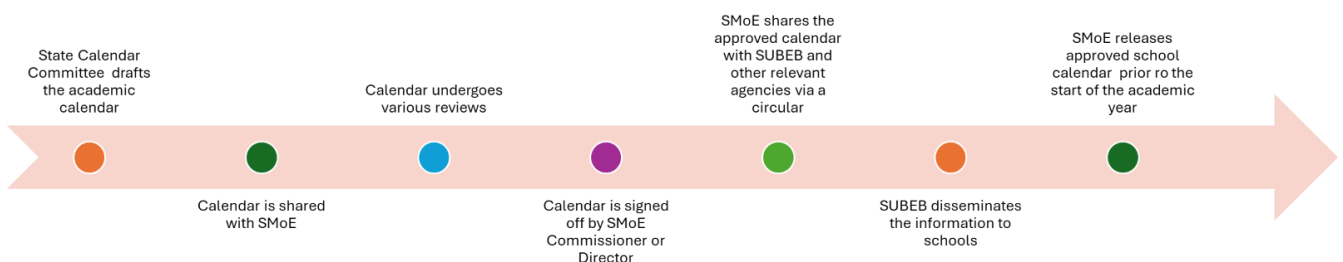 State Calendar
Committee drafts
the academic
calendar
Calendar is shared
with SMoE
Calendar undergoes
various reviews
Calendar is signed
off by SMoE
Commissioner or
Director
SMoE shares the
approved calendar
with SUBEB and
other relevant
agencies via a
circular
SUBEB disseminates
the information to
schools
SMoE releases
approved school
calendar prior ro the
start of the academic
year